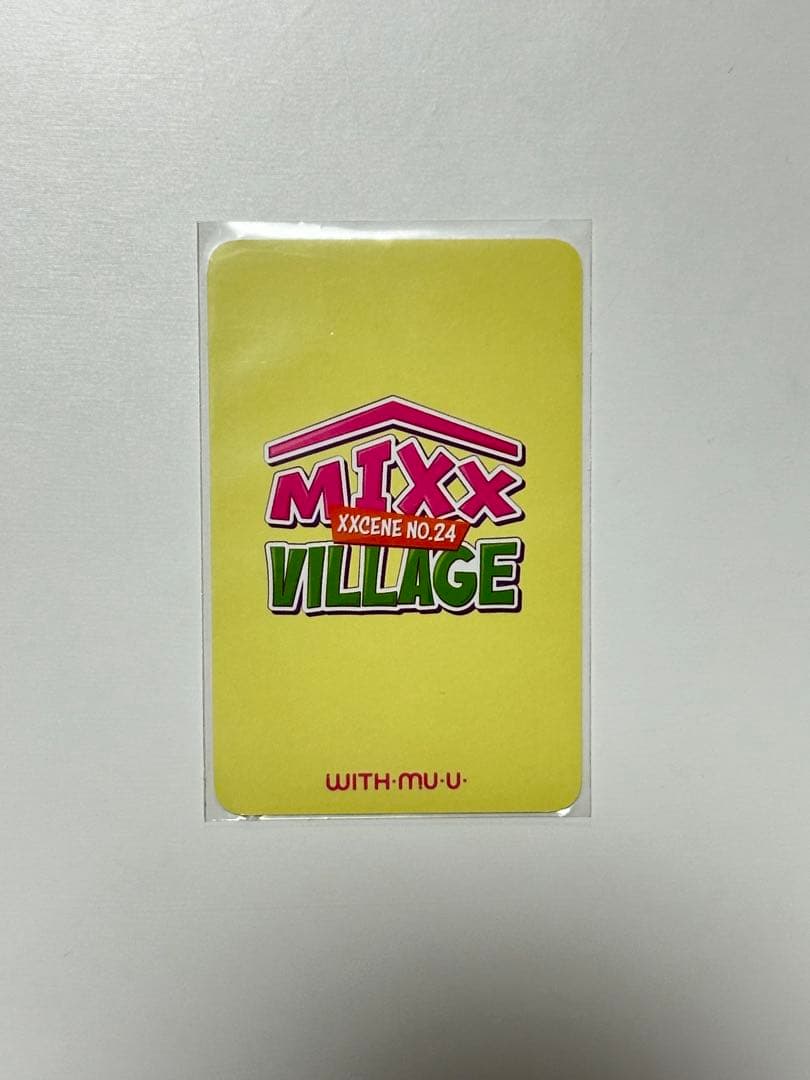 MIXX
XXCENE NO.24
VILLAGE
WITH·MU·U·